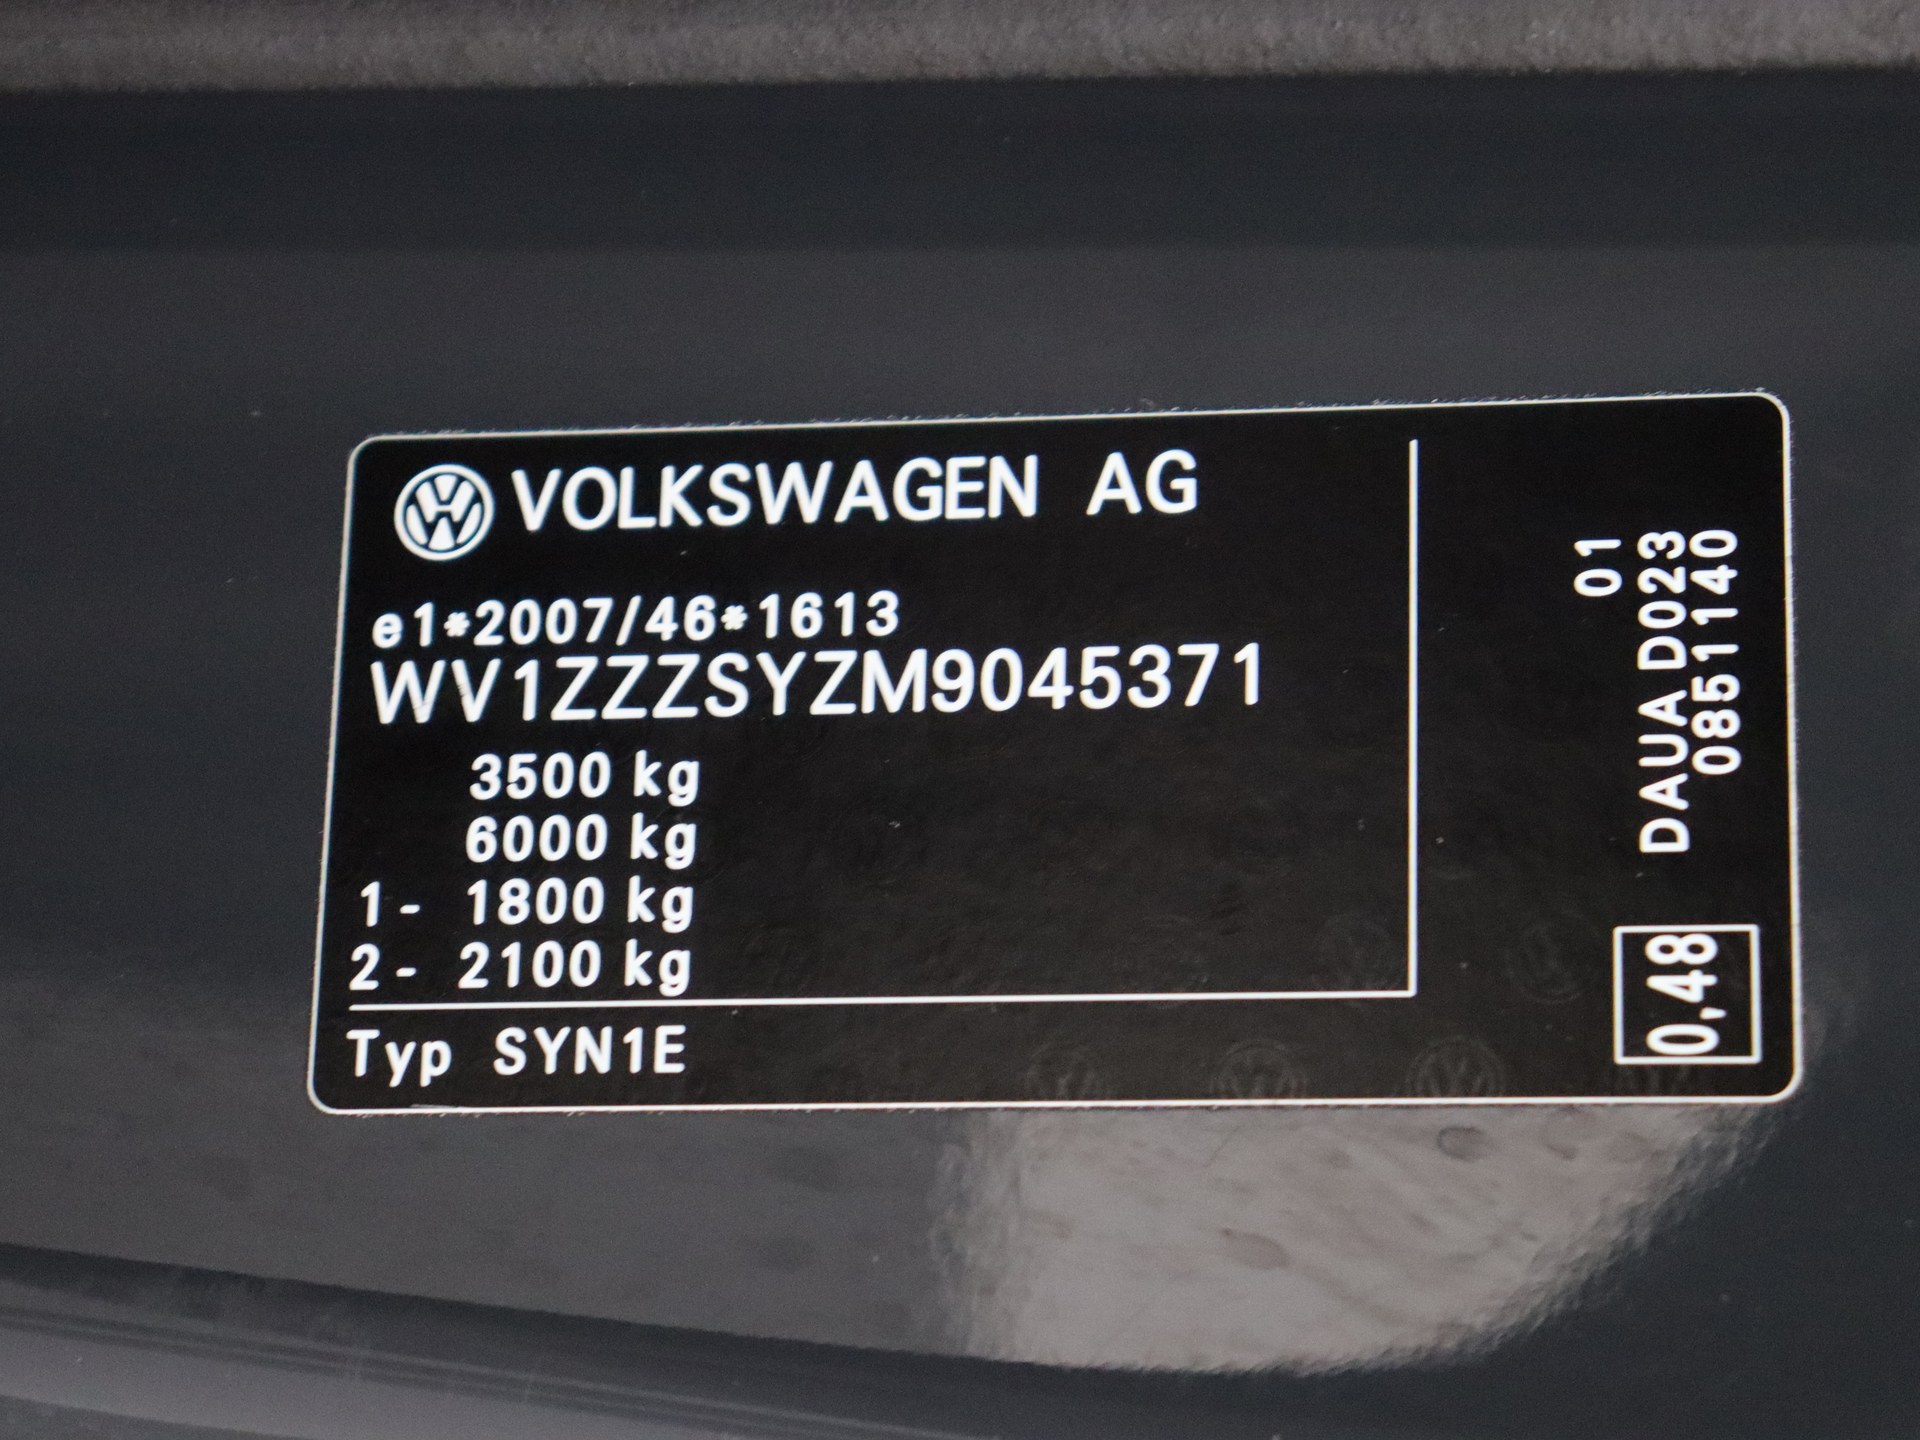 VOLKSWAGEN AG
e1*2007/46*1613
WV1ZZZSYZM9045371
3500 kg
6000 kg
1- 1800 kg
2- 2100 kg
Typ SYN1E
01
DAUA D023
0851140
0,48